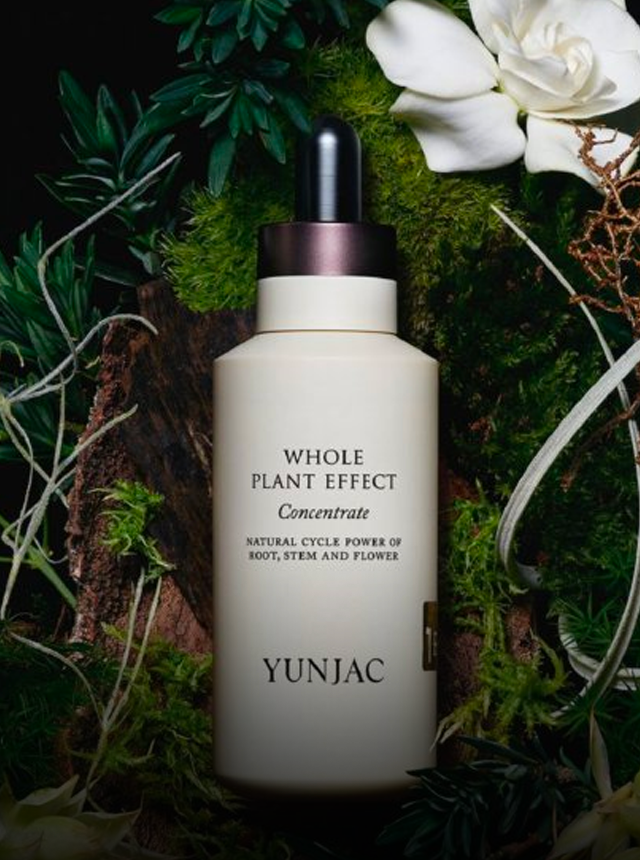 WHOLE
PLANT EFFECT
Concentrate
NATURAL CYCLE POWER OF
ROOT, STEM AND FLOWER
YUNJAC